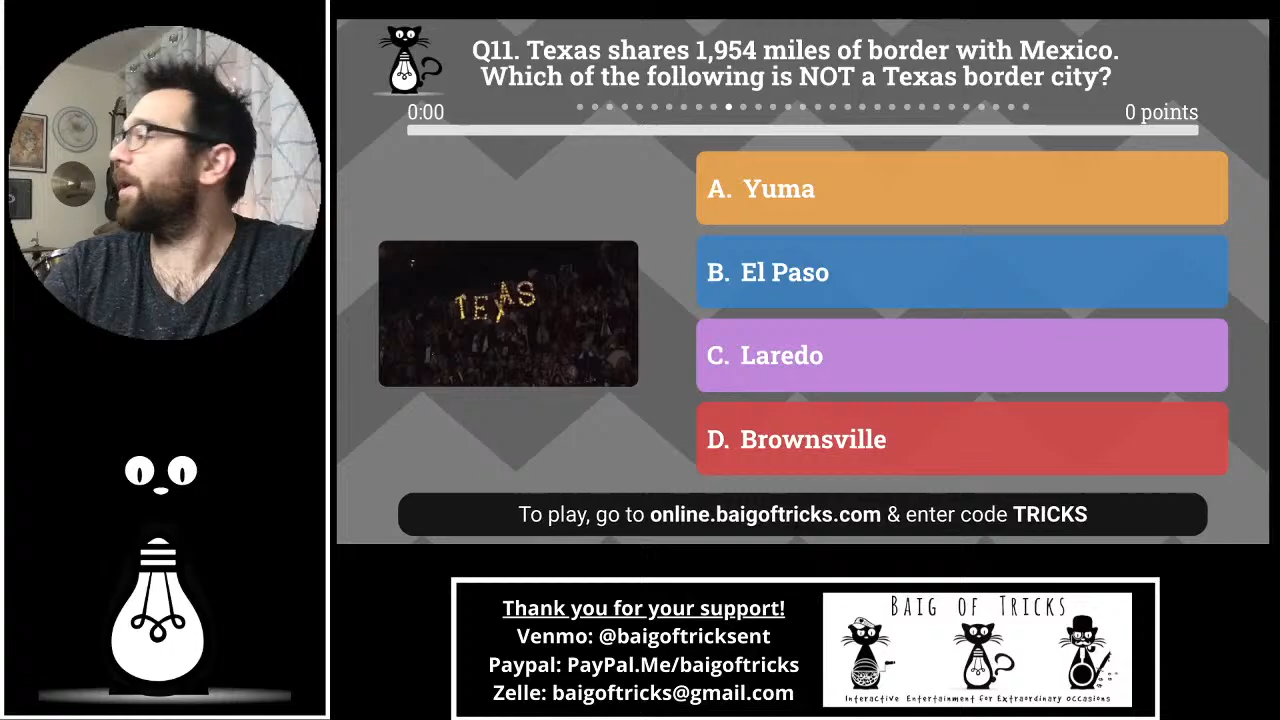 Q11. Texas shares 1,954 miles of border with Mexico.
Which of the following is NOT a Texas border city?
0:00
0 points
A. Yuma
B. El Paso
TEXAS
C. Laredo
D. Brownsville
To play, go to online.baigoftricks.com & enter code TRICKS
Thank you for your support!
Venmo: @baigoftricksent
Paypal: PayPal.Me/baigoftricks
Zelle: baigoftricks@gmail.com
BAIG OF TRICKS
Interactive Entertainment for Extraordinary occasions